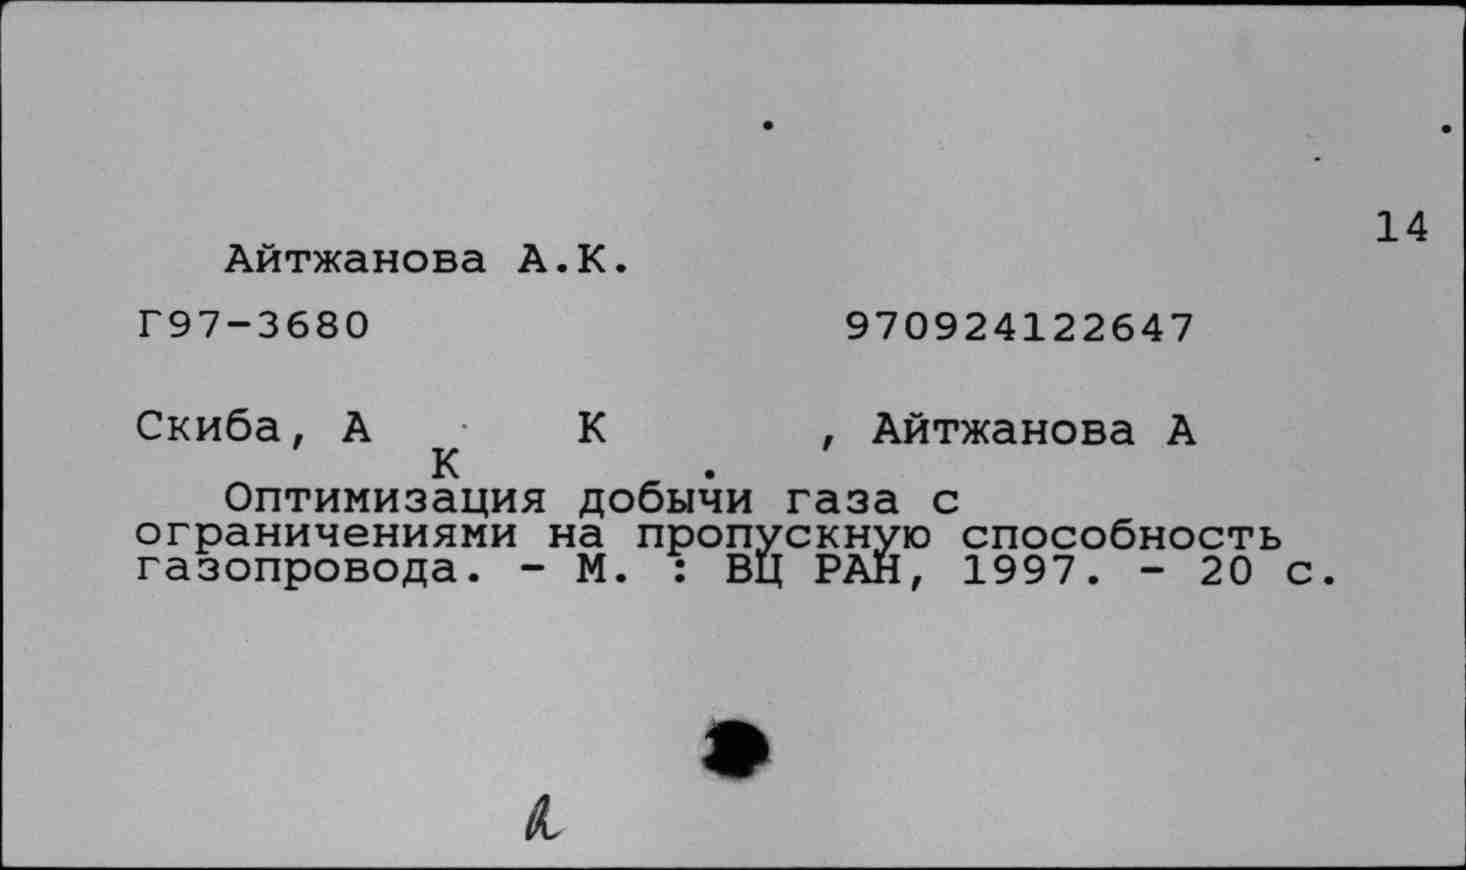 14
Айтжанова А.К.
Г97-3680 970924122647
Скиба, А К , Айтжанова А
К .
Оптимизация добычи газа с
ограничениями на пропускную способность
газопровода. - М. : ВЦ РАН, 1997. - 20 с.